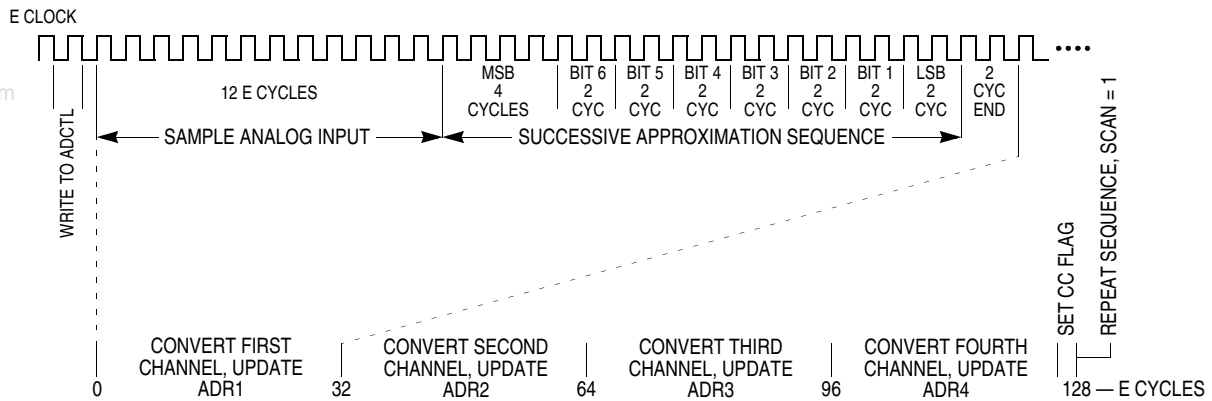 E CLOCK
m
12 E CYCLES
MSB
4
CYCLES
BIT 6
2
CYC
BIT 5
2
CYC
BIT 4
2
CYC
BIT 3
2
CYC
BIT 2
2
CYC
BIT 1
2
CYC
LSB
2
CYC
2
CYC
END
WRITE TO ADCTL
SAMPLE ANALOG INPUT
SUCCESSIVE APPROXIMATION SEQUENCE
SET CC FLAG
REPEAT SEQUENCE, SCAN = 1
CONVERT FIRST
CHANNEL, UPDATE
ADR1
CONVERT SECOND
CHANNEL, UPDATE
ADR2
CONVERT THIRD
CHANNEL, UPDATE
ADR3
CONVERT FOURTH
CHANNEL, UPDATE
ADR4
0
32
64
96
128 — E CYCLES